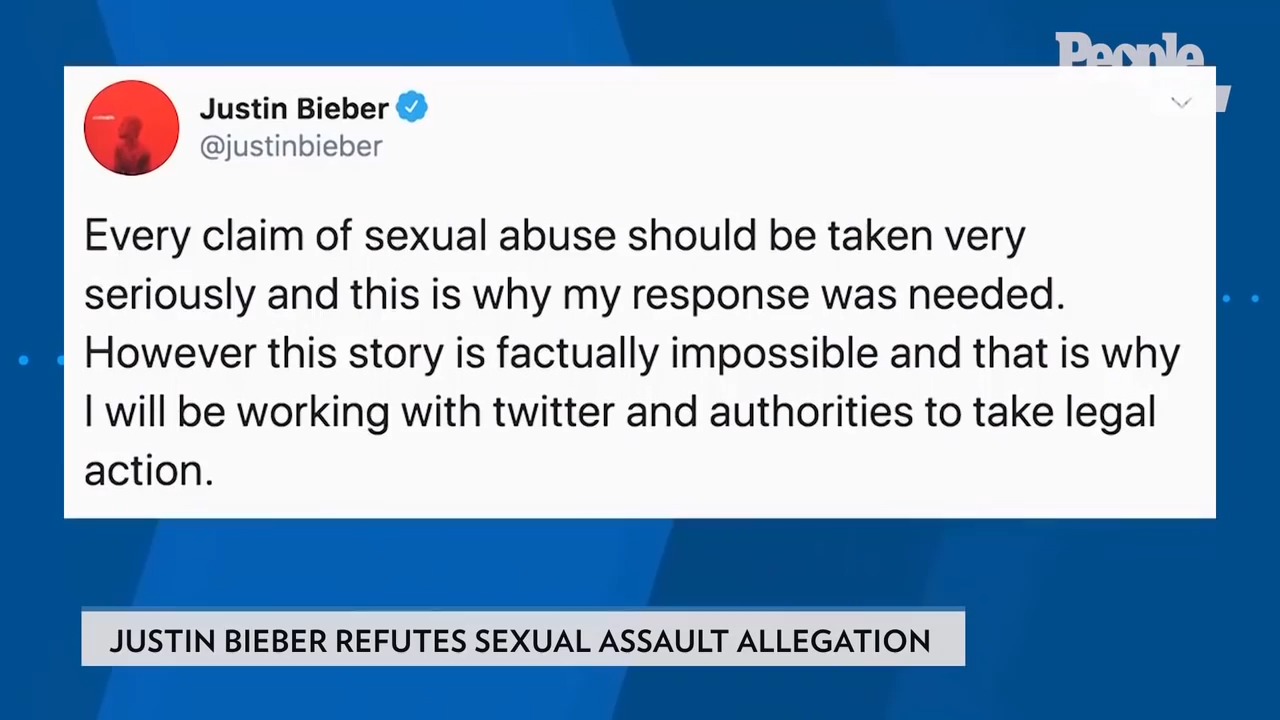 People
Justin Bieber
@justinbieber
Every claim of sexual abuse should be taken very
seriously and this is why my response was needed.
However this story is factually impossible and that is why
I will be working with twitter and authorities to take legal
action.
JUSTIN BIEBER REFUTES SEXUAL ASSAULT ALLEGATION